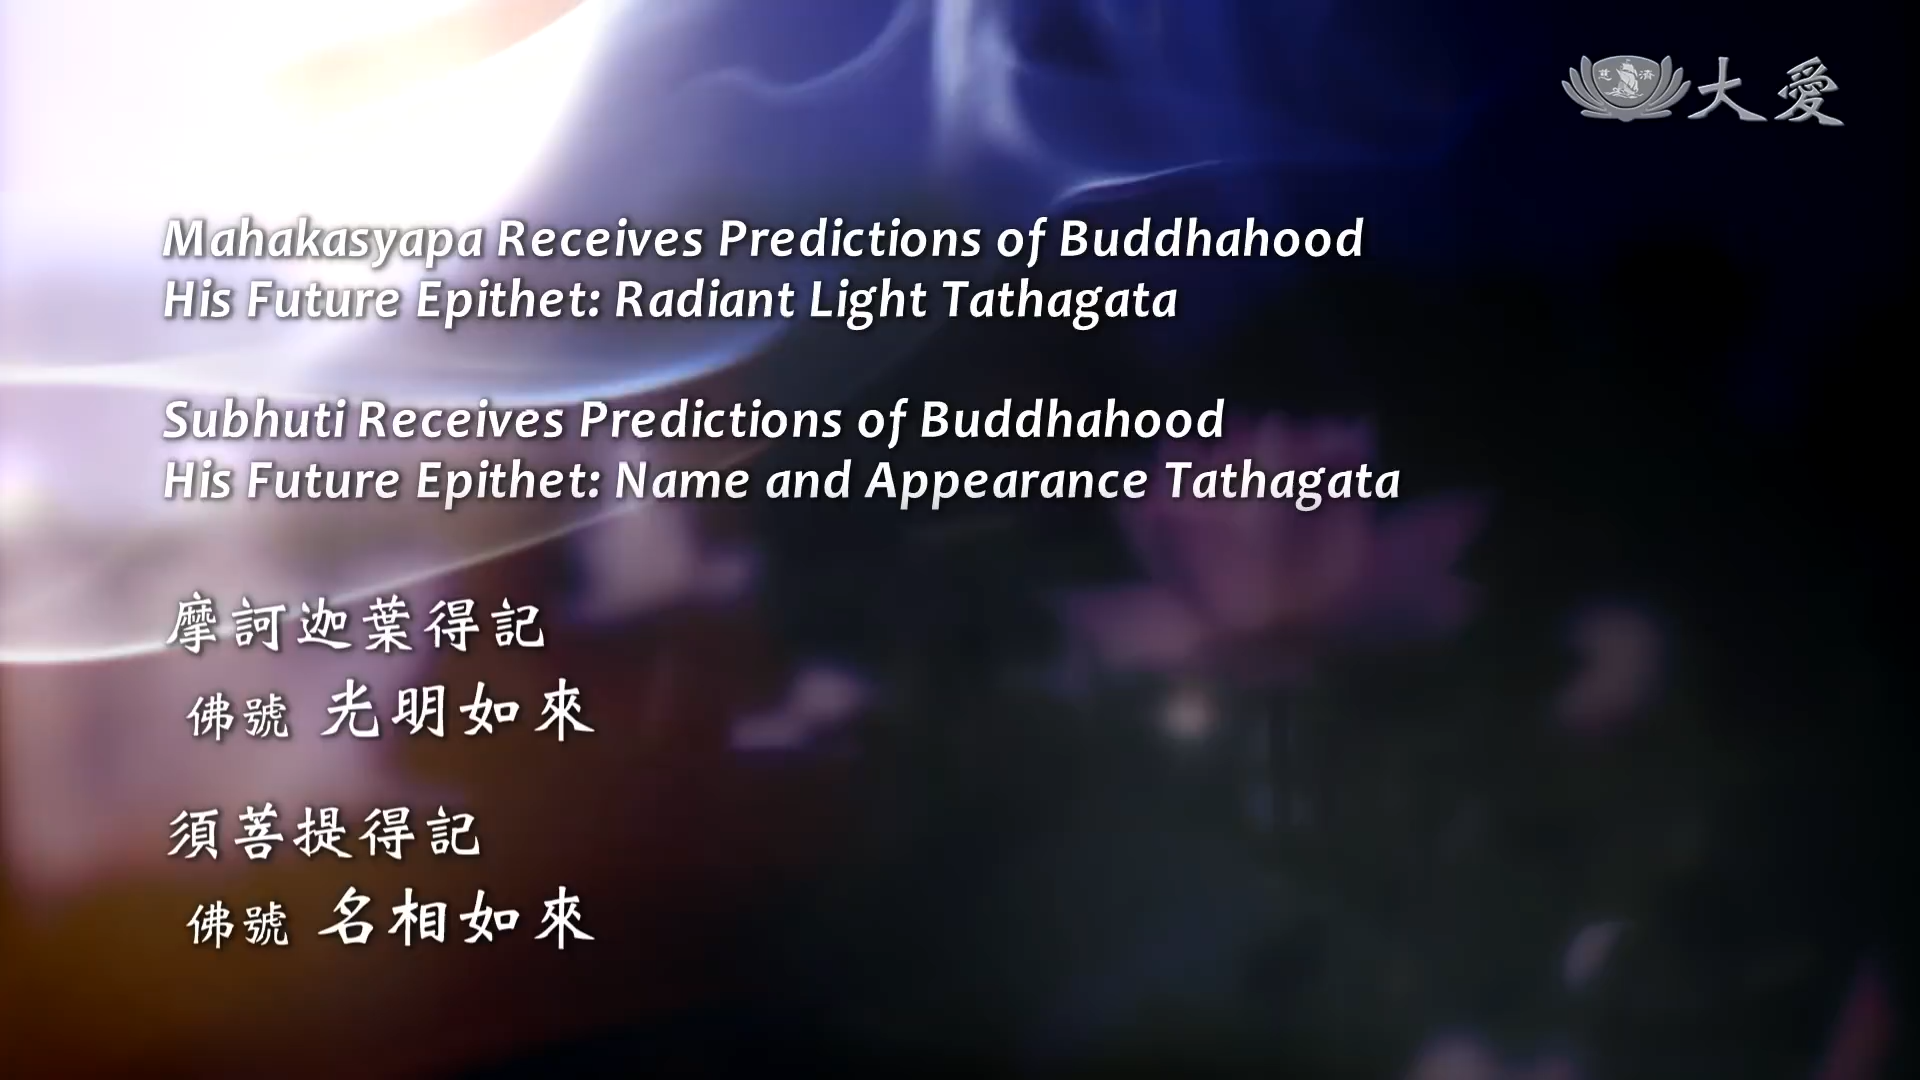 慈濟 大愛
Mahakasyapa Receives Predictions of Buddhahood
His Future Epithet: Radiant Light Tathagata
Subhuti Receives Predictions of Buddhahood
His Future Epithet: Name and Appearance Tathagata
摩訶迦葉得記
佛號 光明如來
須菩提得記
佛號 名相如來